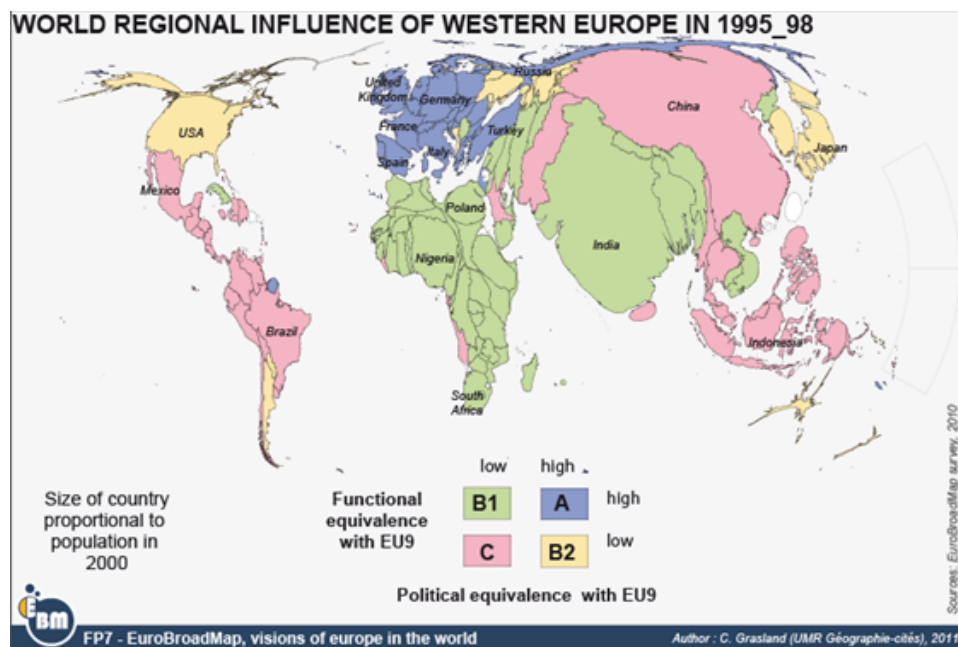 WORLD REGIONAL INFLUENCE OF WESTERN EUROPE IN 1995_98
Russia
United
Kingdom
Germany
China
USA
France
Turkey
Italy
Japan
Spain
Mexico
Poland
India
Nigeria
Brazil
Indonesia
South
Africa
low high
Size of country
proportional to
population in
2000
Functional
equivalence
with EU9
B1 A high
C B2 low
Political equivalence with EU9
Sources: EuroBroadMap survey, 2010
EBM
FP7 - EuroBroadMap, visions of europe in the world
Author : C. Grasland (UMR Géographie-cités), 2011